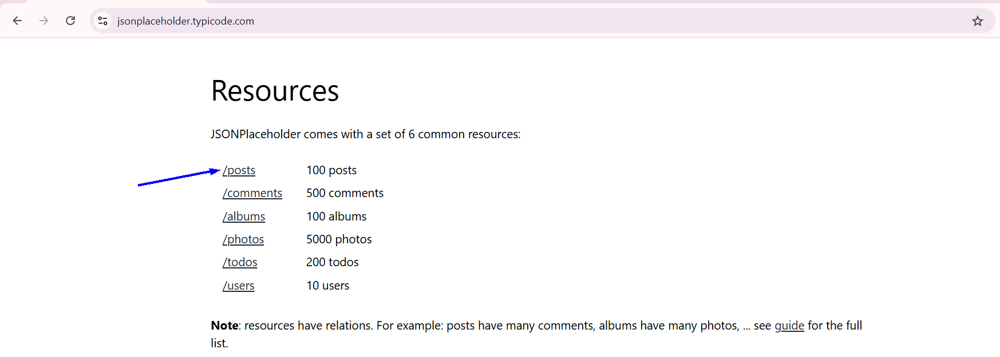 jsonplaceholder.typicode.com
Resources
JSONPlaceholder comes with a set of 6 common resources:
/posts 100 posts
/comments 500 comments
/albums 100 albums
/photos 5000 photos
/todos 200 todos
/users 10 users
Note: resources have relations. For example: posts have many comments, albums have many photos, ... see guide for the full
list.